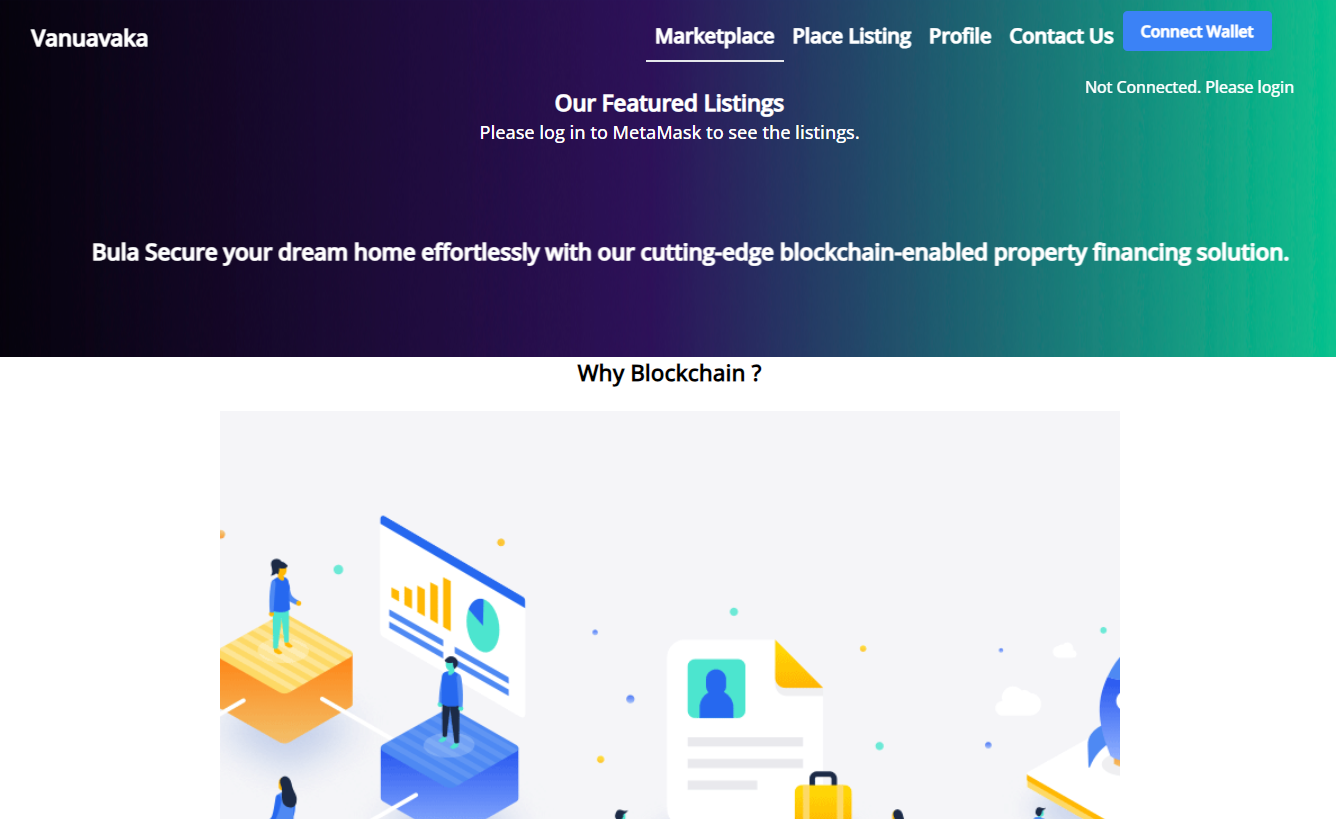 Vanuavaka
Marketplace
Place Listing
Profile
Contact Us
Connect Wallet
Not Connected. Please login
Our Featured Listings
Please log in to MetaMask to see the listings.
Bula Secure your dream home effortlessly with our cutting-edge blockchain-enabled property financing solution.
Why Blockchain ?